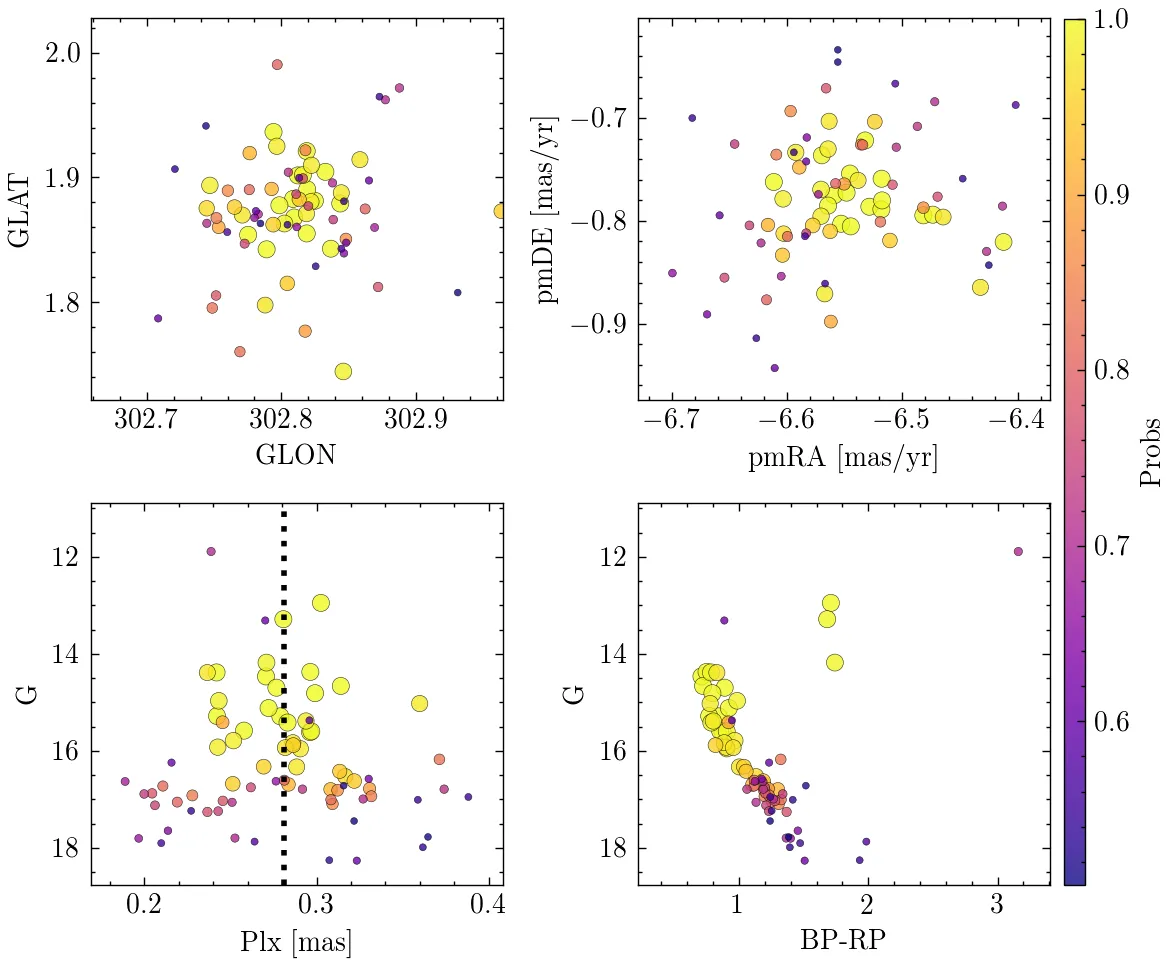 2.0
1.9
1.8
GLAT
302.7 302.8 302.9
GLON
−0.7
−0.8
−0.9
pmDE [mas/yr]
−6.7 −6.6 −6.5 −6.4
pmRA [mas/yr]
12
14
16
18
G
0.2 0.3 0.4
Plx [mas]
12
14
16
18
G
1 2 3
BP-RP
1.0
0.9
0.8
0.7
0.6
Probs